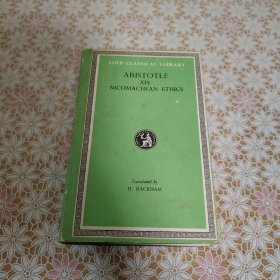 LOEB CLASSICAL LIBRARY
ARISTOTLE
XIX
NICOMACHEAN ETHICS
Translated by
H. RACKHAM